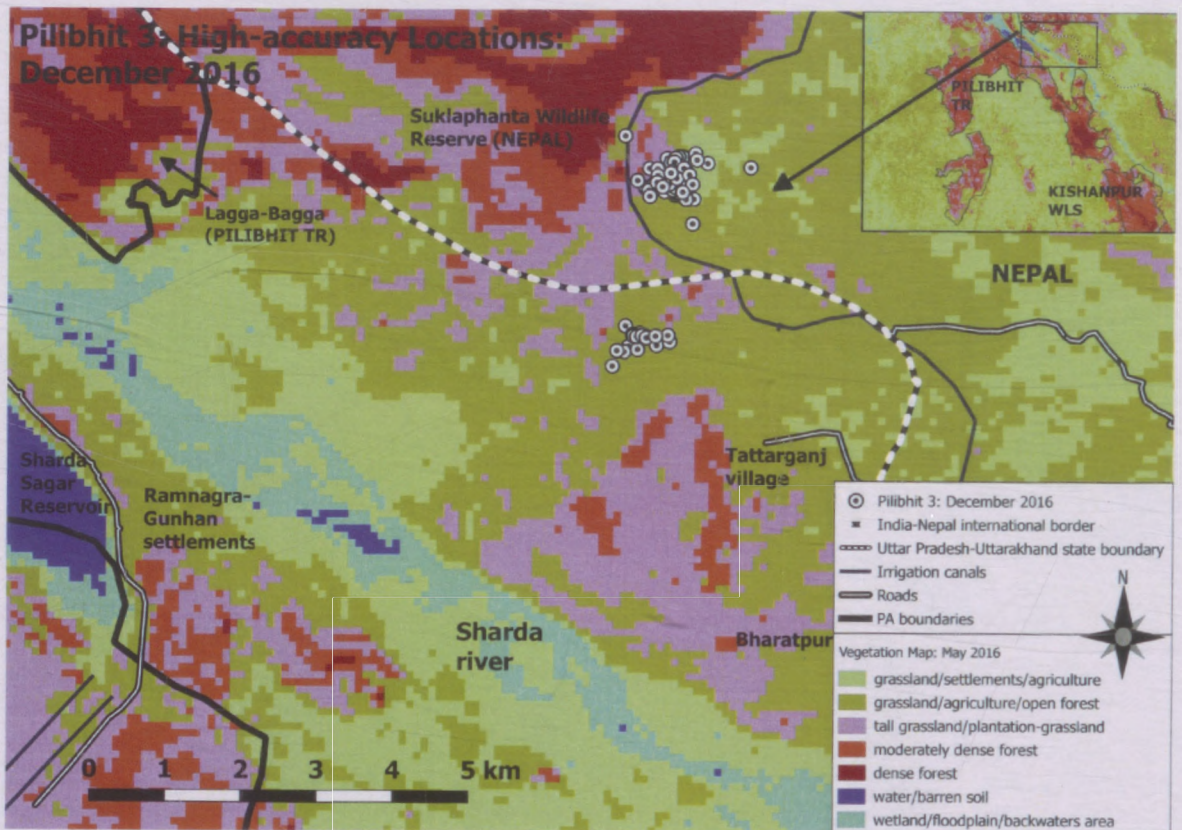 Pilibhit 3: High-accuracy Locations:
December 2016
Suklaphanta Wildlife
Reserve (NEPAL)
PILIBHIT
TR
KISHANPUR
WLS
Lagga-Bagga
(PILIBHIT TR)
NEPAL
Sharda
Sagar
Reservoir
Ramnagra-
Gunhan
settlements
Tattarganj
village
Sharda
river
Bharatpur
0 1 2 3 4 5 km
Pilibhit 3: December 2016
India-Nepal international border
Uttar Pradesh-Uttarakhand state boundary
Irrigation canals
Roads
PA boundaries
N
Vegetation Map: May 2016
grassland/settlements/agriculture
grassland/agriculture/open forest
tall grassland/plantation-grassland
moderately dense forest
dense forest
water/barren soil
wetland/floodplain/backwaters area